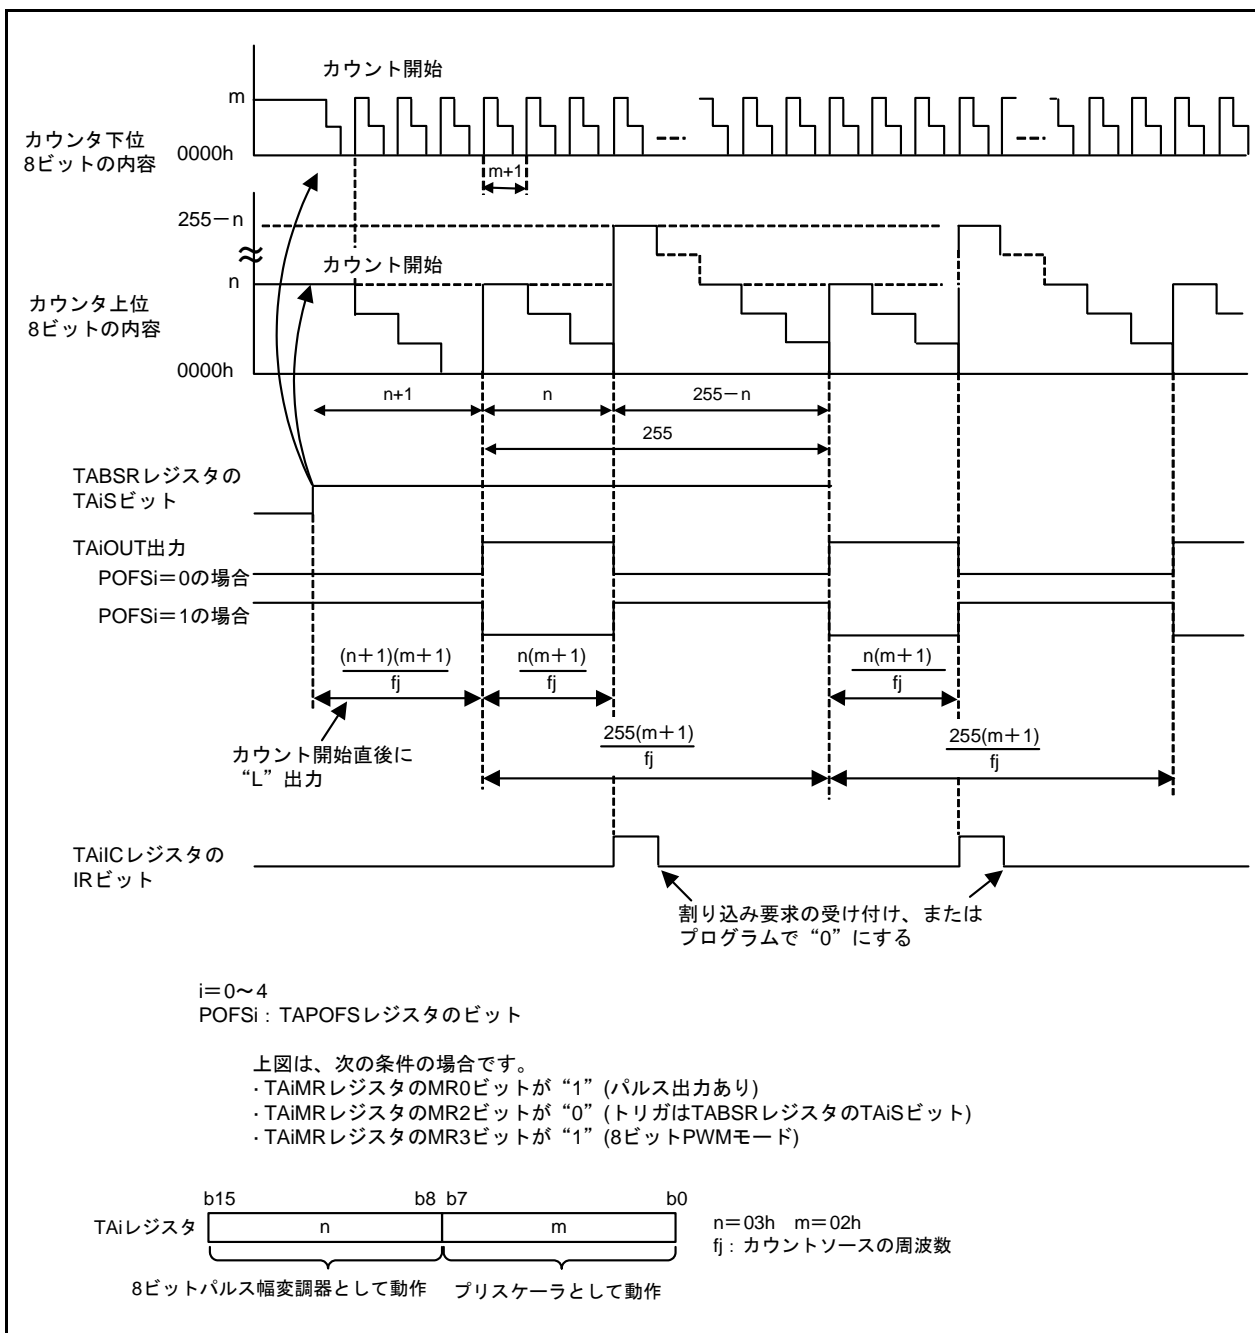 カウント開始
m
カウンタ下位
8ビットの内容
0000h
m+1
255−n
カウント開始
n
カウンタ上位
8ビットの内容
0000h
n+1
n
255−n
255
TABSRレジスタの
TAiSビット
TAiOUT出力
POFSi=0の場合
POFSi=1の場合
(n+1)(m+1)
fj
n(m+1)
fj
n(m+1)
fj
カウント開始直後に
“L” 出力
255(m+1)
fj
255(m+1)
fj
TAiICレジスタの
IRビット
割り込み要求の受け付け、または
プログラムで“0”にする
i=0〜4
POFSi : TAPOFSレジスタのビット
上図は、次の条件の場合です。
· TAiMRレジスタのMR0ビットが“1” (パルス出力あり)
· TAiMRレジスタのMR2ビットが“0” (トリガはTABSRレジスタのTAiSビット)
· TAiMRレジスタのMR3ビットが“1” (8ビットPWMモード)
b15 b8 b7 b0
TAiレジスタ n m
n=03h m=02h
fj : カウントソースの周波数
8ビットパルス幅変調器として動作 プリスケーラとして動作